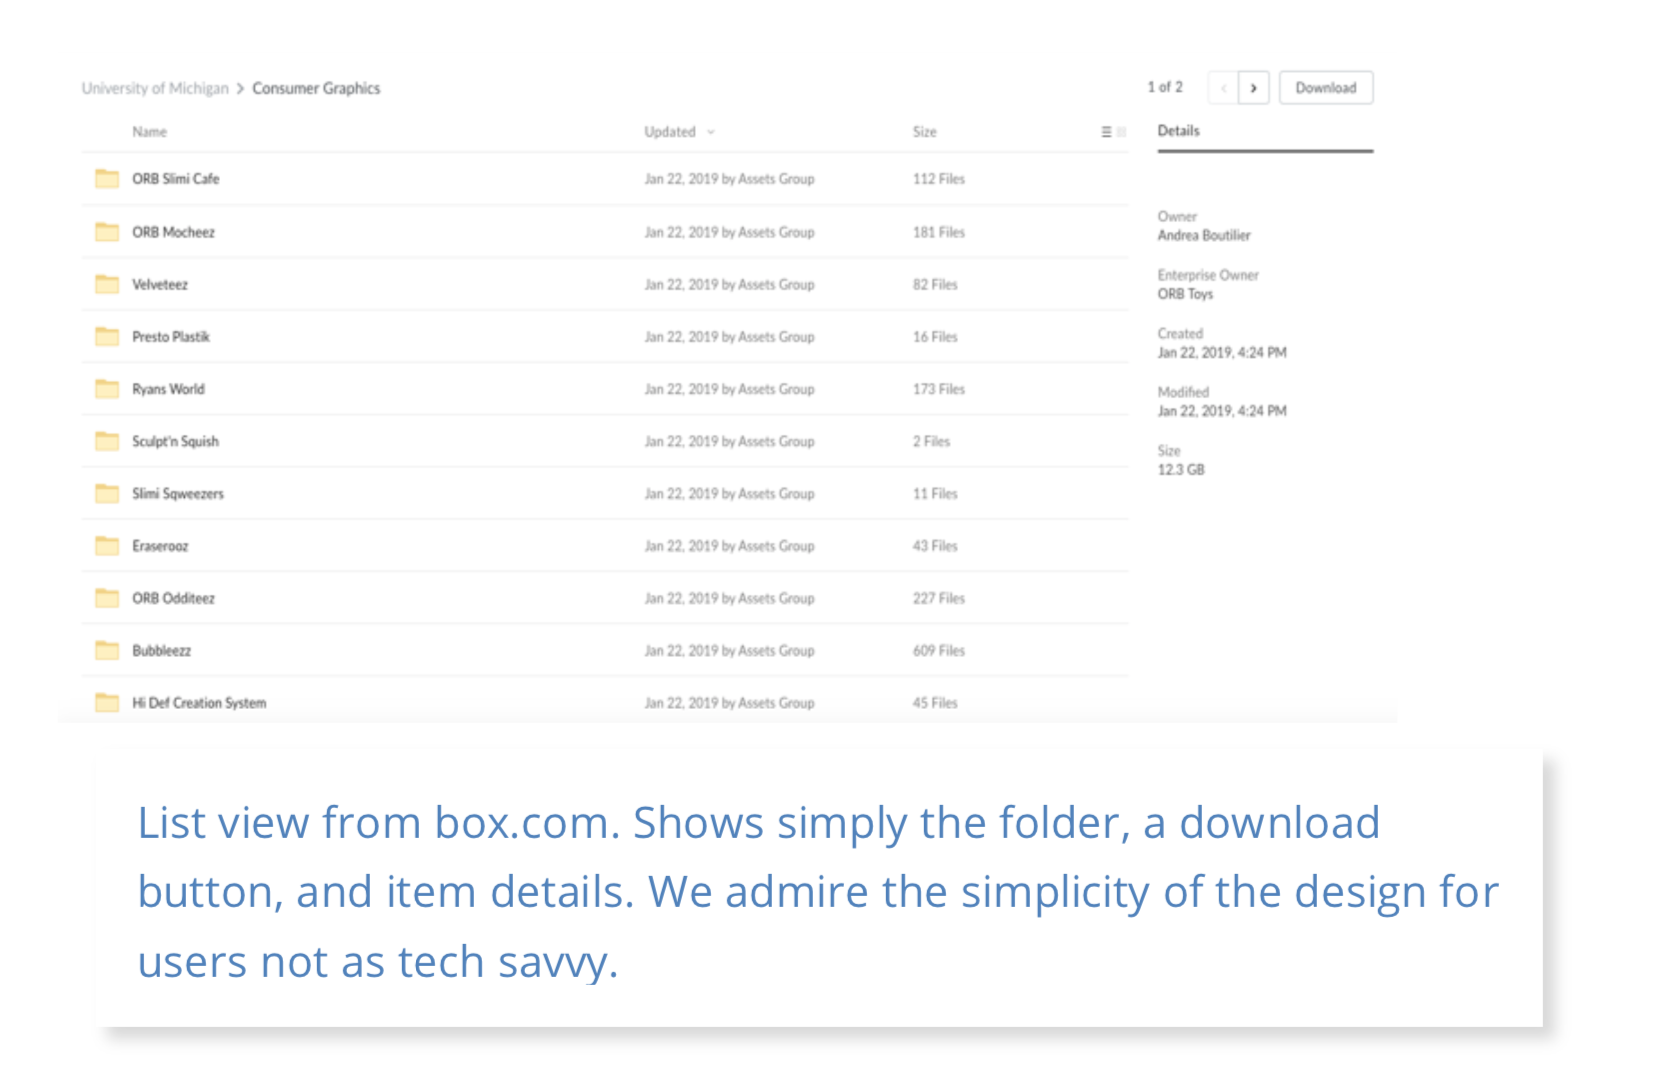 University of Michigan > Consumer Graphics
1 of 2 < > Download
Name Updated Size
Details
ORB Slimi Cafe Jan 22, 2019 by Assets Group 112 Files
ORB Mocheez Jan 22, 2019 by Assets Group 181 Files
Velveteez Jan 22, 2019 by Assets Group 82 Files
Presto Plastik Jan 22, 2019 by Assets Group 16 Files
Ryans World Jan 22, 2019 by Assets Group 173 Files
Sculpt'n Squish Jan 22, 2019 by Assets Group 2 Files
Slimi Sqweezers Jan 22, 2019 by Assets Group 11 Files
Eraserooz Jan 22, 2019 by Assets Group 43 Files
ORB Odditeez Jan 22, 2019 by Assets Group 227 Files
Bubbleezz Jan 22, 2019 by Assets Group 609 Files
Hi Def Creation System Jan 22, 2019 by Assets Group 45 Files
Owner
Andrea Boutilier
Enterprise Owner
ORB Toys
Created
Jan 22, 2019, 4:24 PM
Modified
Jan 22, 2019, 4:24 PM
Size
12.3 GB
List view from box.com. Shows simply the folder, a download
button, and item details. We admire the simplicity of the design for
users not as tech savvy.